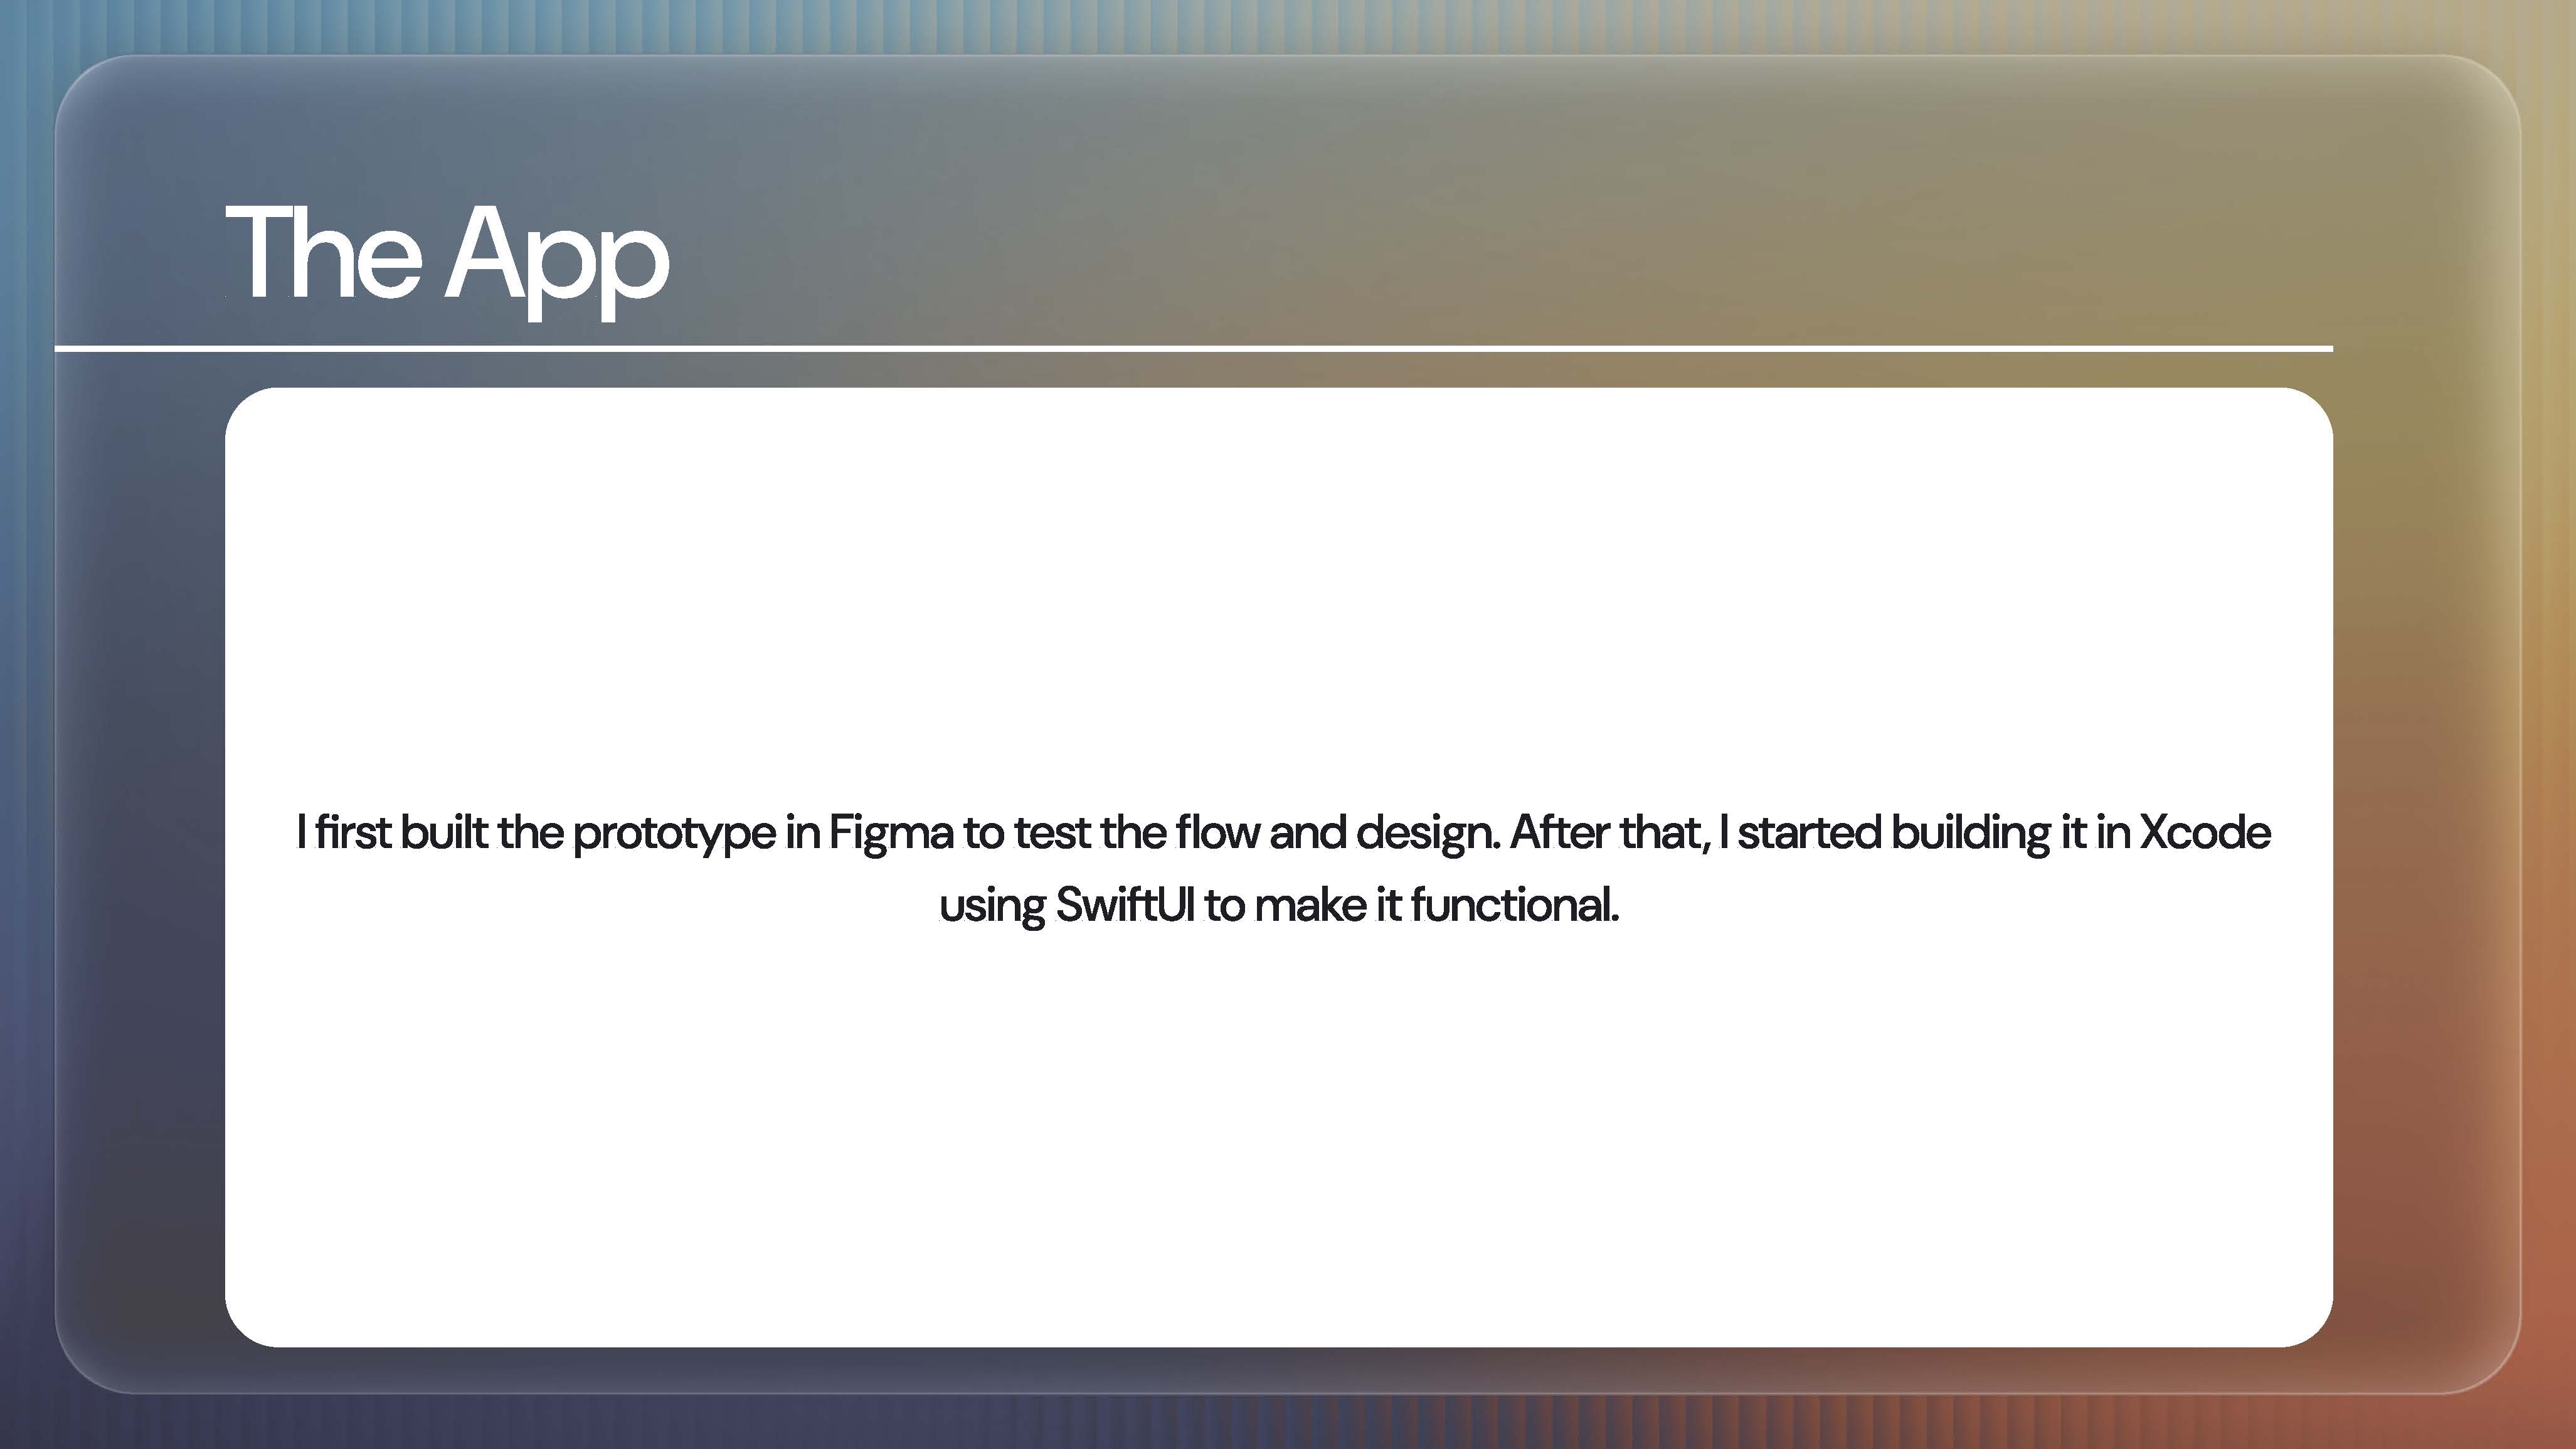 The App
I first built the prototype in Figma to test the flow and design. After that, I started building it in Xcode
using SwiftUI to make it functional.